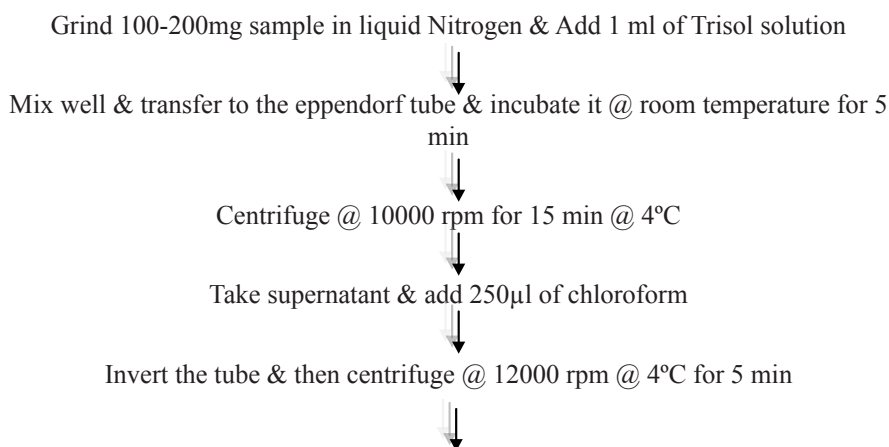 Grind 100-200mg sample in liquid Nitrogen & Add 1 ml of Trisol solution
Mix well & transfer to the eppendorf tube & incubate it @ room temperature for 5
min
Centrifuge @ 10000 rpm for 15 min @ 4ºC
Take supernatant & add 250µl of chloroform
Invert the tube & then centrifuge @ 12000 rpm @ 4ºC for 5 min